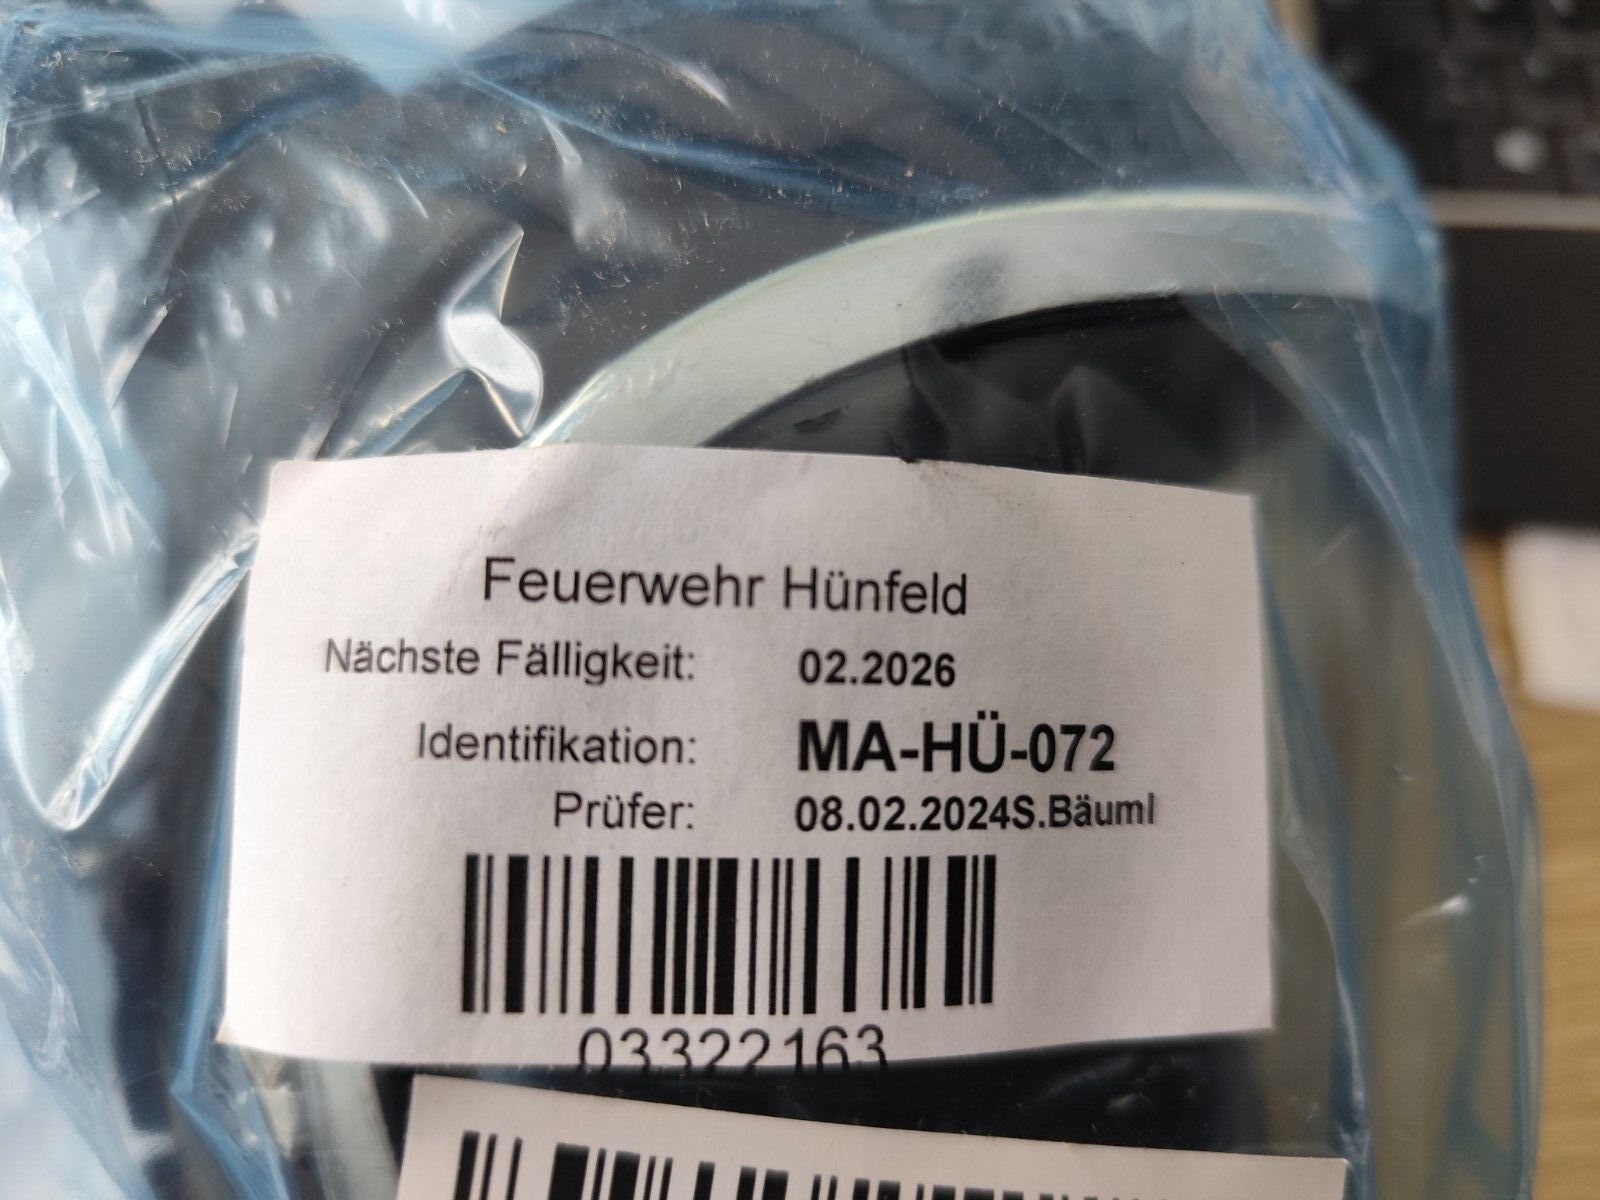 Feuerwehr Hünfeld
Nächste Fälligkeit: 02.2026
Identifikation: MA-HÜ-072
Prüfer: 08.02.2024S.Bäuml
03322163